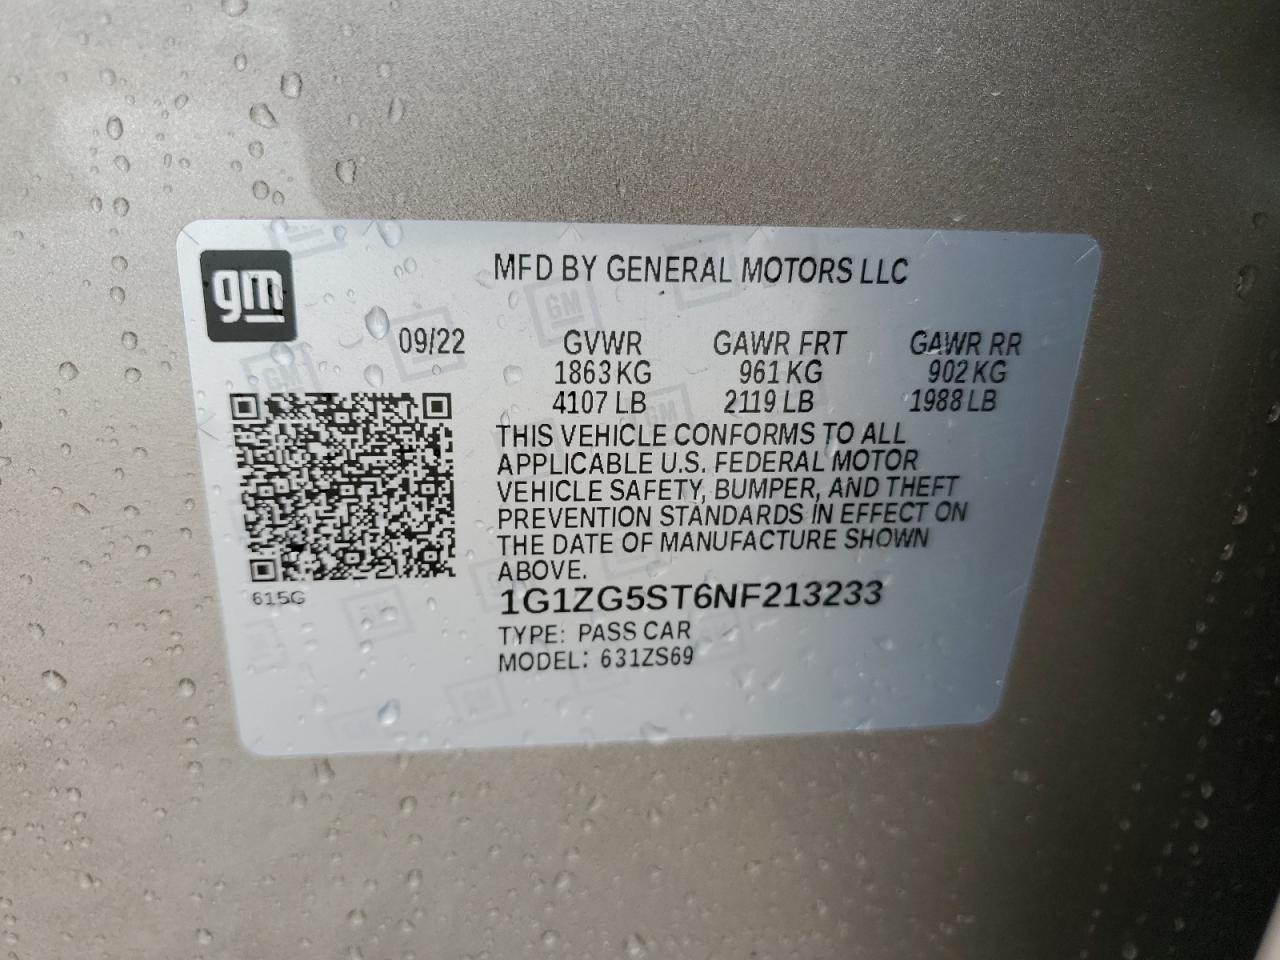 gm
MFD BY GENERAL MOTORS LLC
09/22 GVWR GAWR FRT GAWR RR
1863 KG 961 KG 902 KG
4107 LB 2119 LB 1988 LB
THIS VEHICLE CONFORMS TO ALL
APPLICABLE U.S. FEDERAL MOTOR
VEHICLE SAFETY, BUMPER, AND THEFT
PREVENTION STANDARDS IN EFFECT ON
THE DATE OF MANUFACTURE SHOWN
ABOVE.
615G
1G1ZG5ST6NF213233
TYPE: PASS CAR
MODEL: 631ZS69